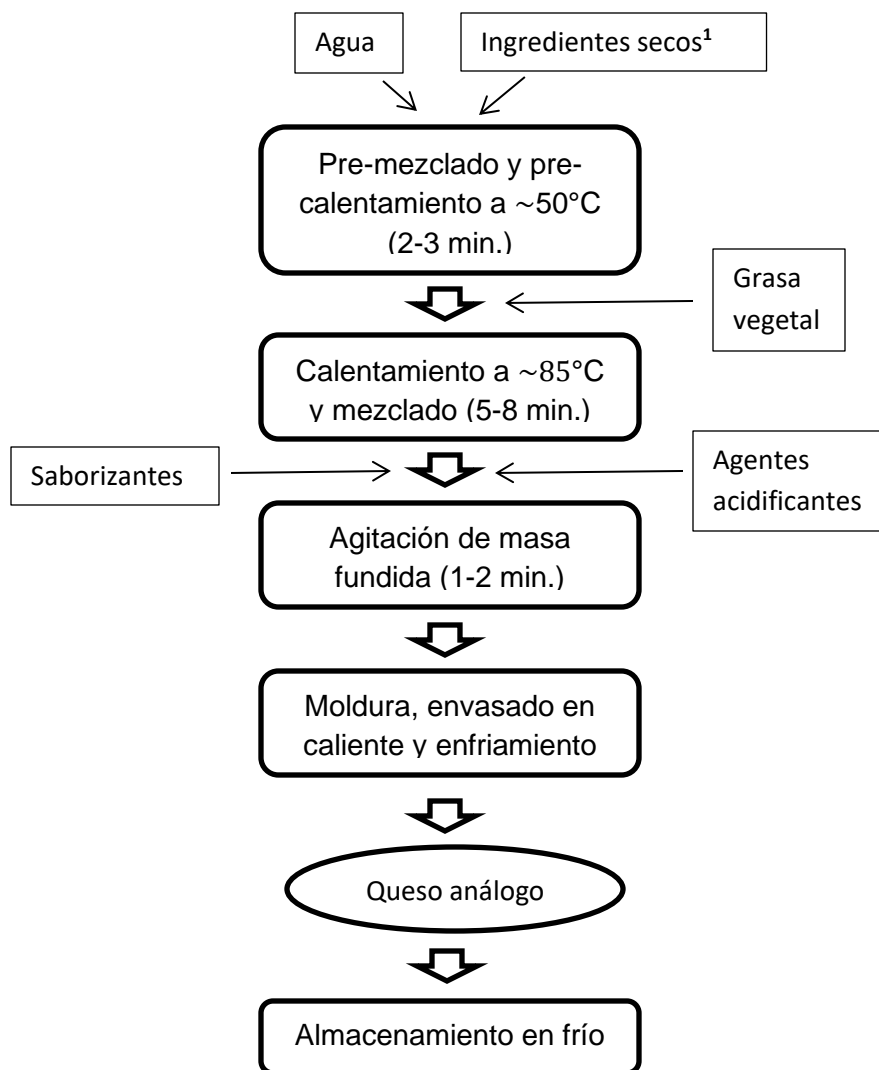 Agua
Ingredientes secos¹
Pre-mezclado y pre-
calentamiento a ~50°C
(2-3 min.)
Grasa
vegetal
Calentamiento a ~85°C
y mezclado (5-8 min.)
Saborizantes
Agentes
acidificantes
Agitación de masa
fundida (1-2 min.)
Moldura, envasado en
caliente y enfriamiento
Queso análogo
Almacenamiento en frío